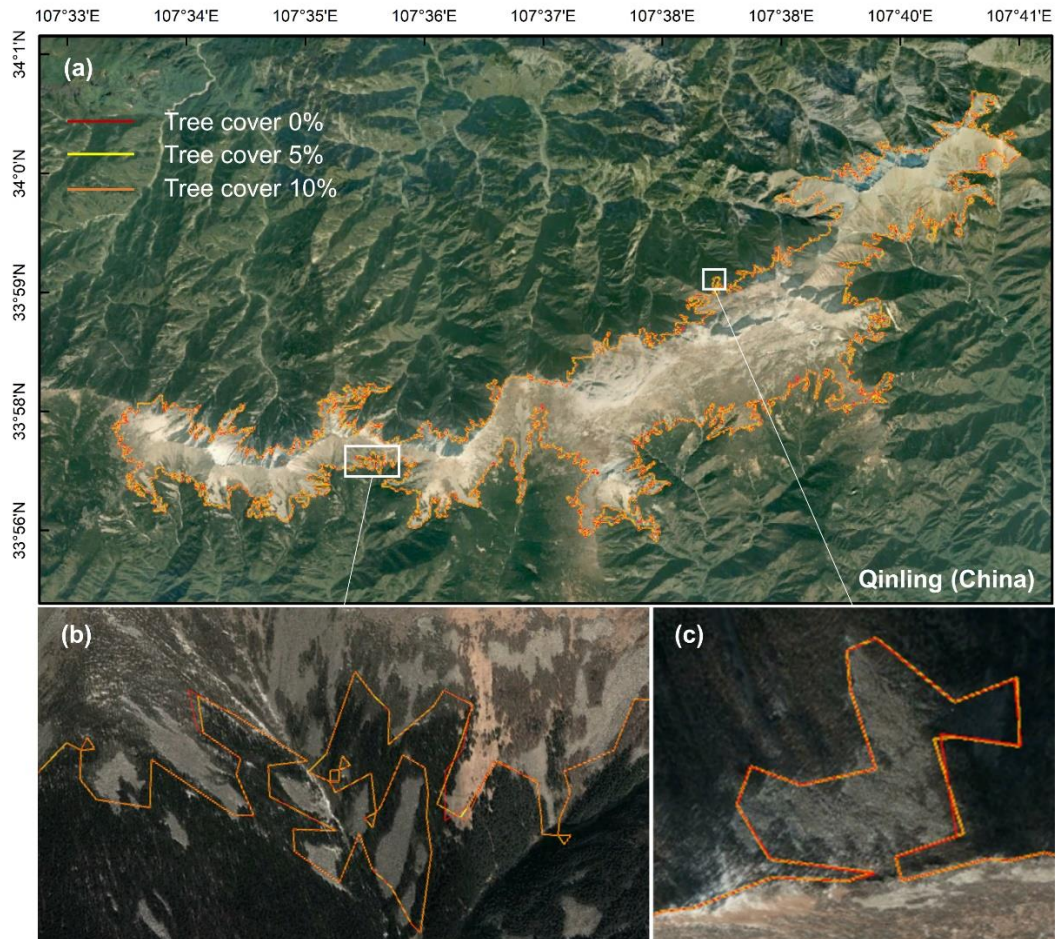 107°33'E 107°34'E 107°35'E 107°36'E 107°37'E 107°38'E 107°38'E 107°40'E 107°41'E
34°1'N
(a)
Tree cover 0%
Tree cover 5%
34°0'N
Tree cover 10%
33°59'N
33°58'N
33°56'N
Qinling (China)
(b)
(c)